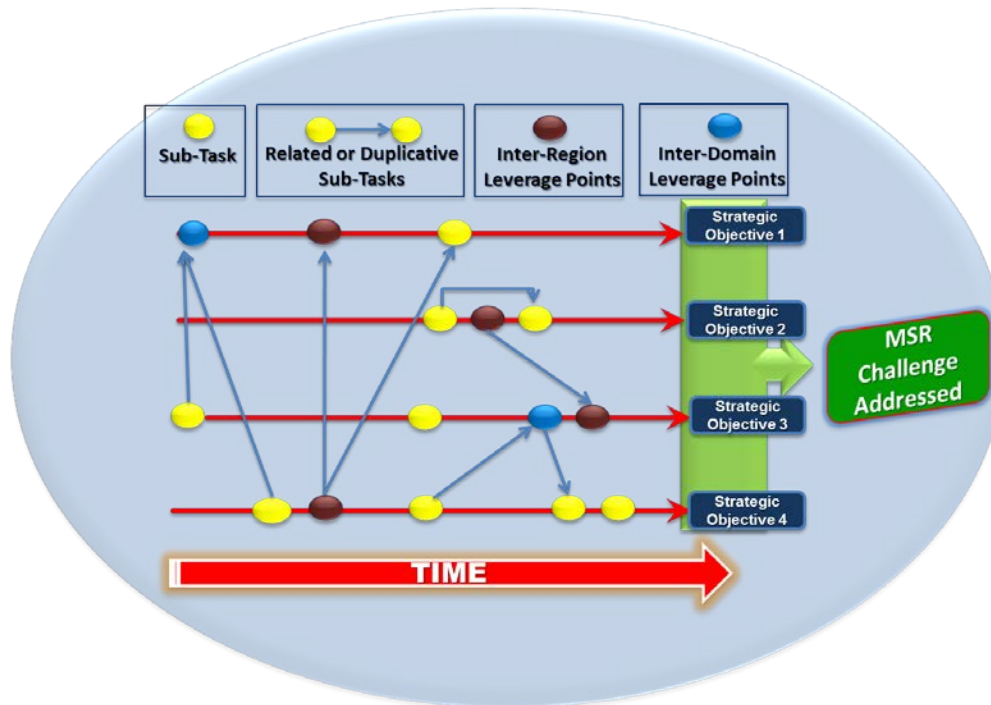 Sub-Task
Related or Duplicative
Sub-Tasks
Inter-Region
Leverage Points
Inter-Domain
Leverage Points
Strategic
Objective 1
Strategic
Objective 2
Strategic
Objective 3
Strategic
Objective 4
MSR
Challenge
Addressed
TIME